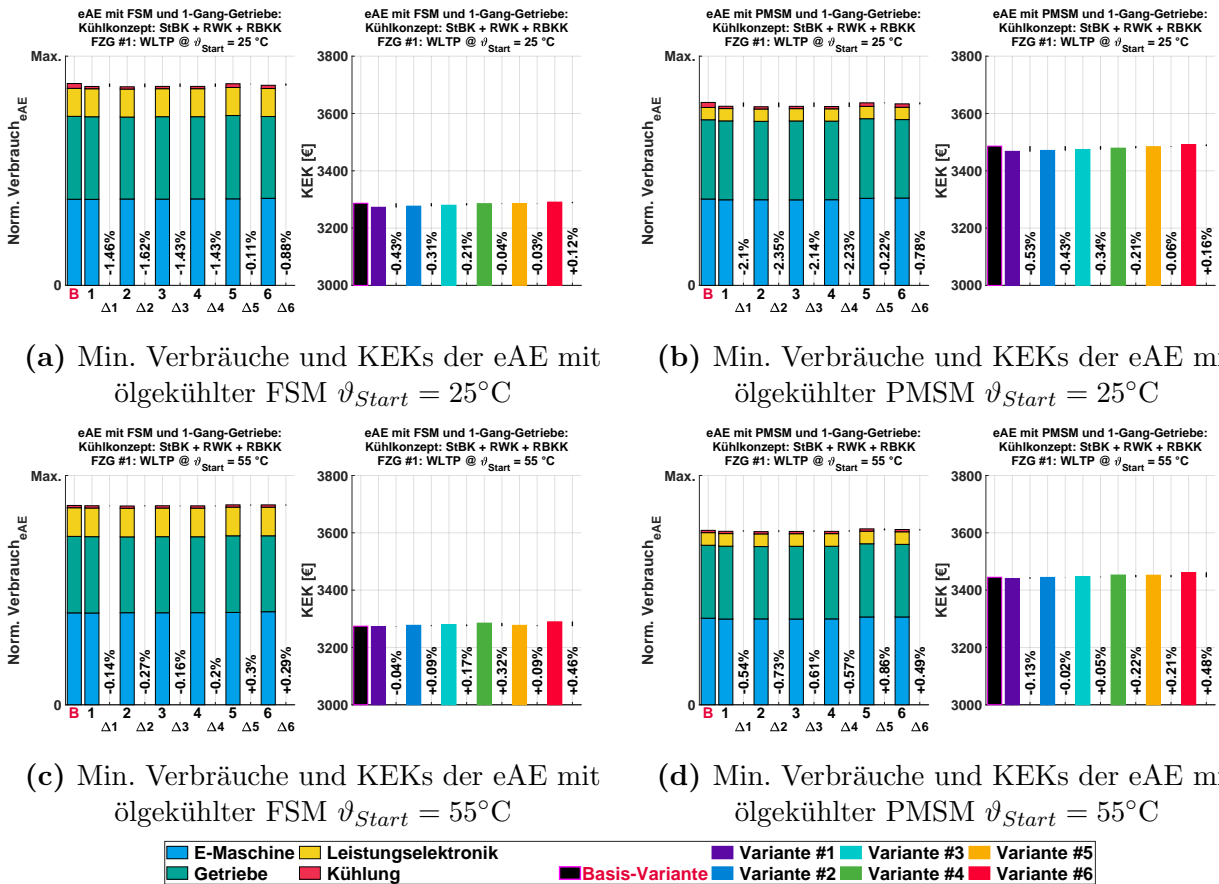 eAE mit FSM und 1-Gang-Getriebe:
Kühlkonzept: StBK + RWK + RBKK
FZG #1: WLTP @ ϑStart = 25 °C
Norm. VerbraucheAE
Max.
0
-1.46%
-1.62%
-1.43%
-1.43%
-0.11%
-0.88%
B 1 2 3 4 5 6
Δ1 Δ2 Δ3 Δ4 Δ5 Δ6
eAE mit FSM und 1-Gang-Getriebe:
Kühlkonzept: StBK + RWK + RBKK
FZG #1: WLTP @ ϑStart = 25 °C
KEK [€]
3800
3600
3400
3200
3000
-0.43%
-0.31%
-0.21%
-0.04%
-0.03%
+0.12%
eAE mit PMSM und 1-Gang-Getriebe:
Kühlkonzept: StBK + RWK + RBKK
FZG #1: WLTP @ ϑStart = 25 °C
Norm. VerbraucheAE
Max.
0
-2.1%
-2.35%
-2.14%
-2.23%
-0.22%
-0.78%
B 1 2 3 4 5 6
Δ1 Δ2 Δ3 Δ4 Δ5 Δ6
eAE mit PMSM und 1-Gang-Getriebe:
Kühlkonzept: StBK + RWK + RBKK
FZG #1: WLTP @ ϑStart = 25 °C
KEK [€]
3800
3600
3400
3200
3000
-0.53%
-0.43%
-0.34%
-0.21%
-0.06%
+0.16%
(a) Min. Verbräuche und KEKs der eAE mit
ölgekühlter FSM ϑStart = 25°C
(b) Min. Verbräuche und KEKs der eAE mi
ölgekühlter PMSM ϑStart = 25°C
eAE mit FSM und 1-Gang-Getriebe:
Kühlkonzept: StBK + RWK + RBKK
FZG #1: WLTP @ ϑStart = 55 °C
Norm. VerbraucheAE
Max.
0
-0.14%
-0.27%
-0.16%
-0.2%
+0.3%
+0.29%
B 1 2 3 4 5 6
Δ1 Δ2 Δ3 Δ4 Δ5 Δ6
eAE mit FSM und 1-Gang-Getriebe:
Kühlkonzept: StBK + RWK + RBKK
FZG #1: WLTP @ ϑStart = 55 °C
KEK [€]
3800
3600
3400
3200
3000
-0.04%
+0.09%
+0.17%
+0.32%
+0.09%
+0.46%
eAE mit PMSM und 1-Gang-Getriebe:
Kühlkonzept: StBK + RWK + RBKK
FZG #1: WLTP @ ϑStart = 55 °C
Norm. VerbraucheAE
Max.
0
-0.54%
-0.73%
-0.61%
-0.57%
+0.86%
+0.49%
B 1 2 3 4 5 6
Δ1 Δ2 Δ3 Δ4 Δ5 Δ6
eAE mit PMSM und 1-Gang-Getriebe:
Kühlkonzept: StBK + RWK + RBKK
FZG #1: WLTP @ ϑStart = 55 °C
KEK [€]
3800
3600
3400
3200
3000
-0.13%
-0.02%
+0.05%
+0.22%
+0.21%
+0.48%
(c) Min. Verbräuche und KEKs der eAE mit
ölgekühlter FSM ϑStart = 55°C
(d) Min. Verbräuche und KEKs der eAE mi
ölgekühlter PMSM ϑStart = 55°C
E-Maschine Leistungselektronik Variante #1 Variante #3 Variante #5
Getriebe Kühlung Basis-Variante Variante #2 Variante #4 Variante #6